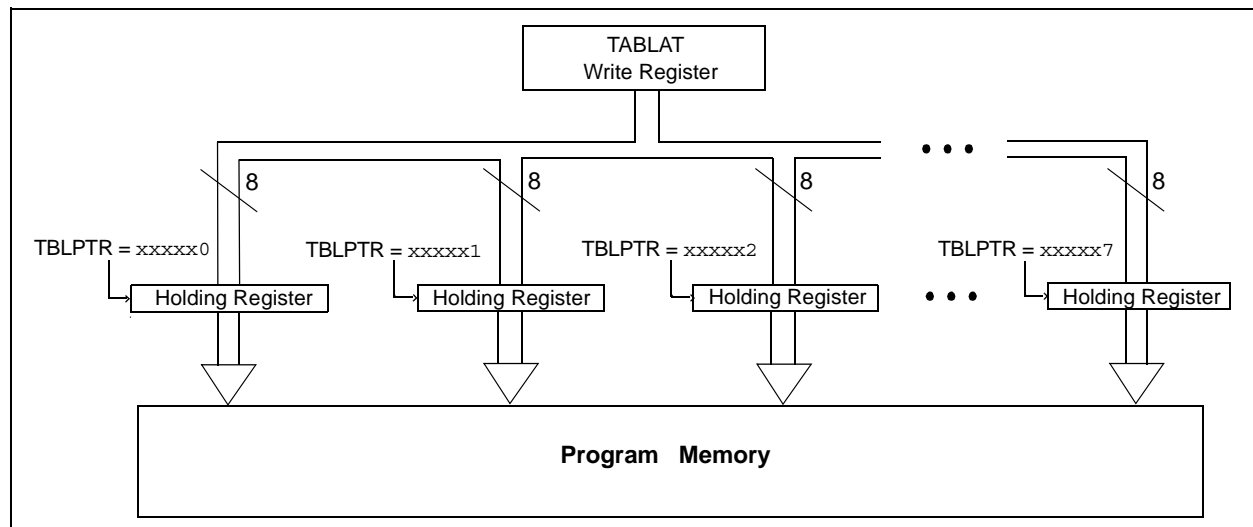 TABLAT
Write Register
8 8 8 8
TBLPTR = xxxxx0 TBLPTR = xxxxx1 TBLPTR = xxxxx2 TBLPTR = xxxxx7
Holding Register Holding Register Holding Register Holding Register
Program Memory